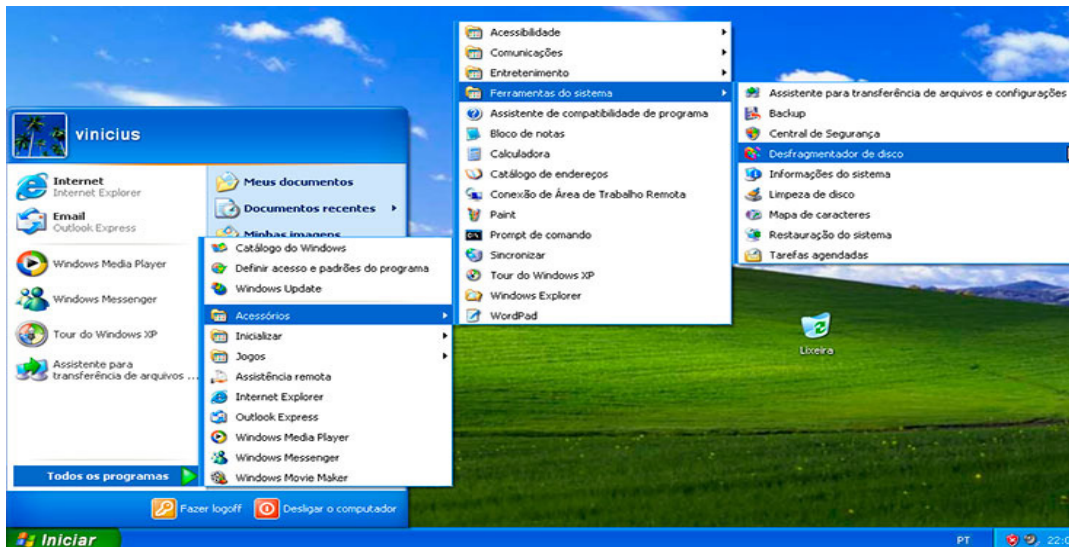 vinicius
Internet
Internet Explorer
Email
Outlook Express
Windows Media Player
Windows Messenger
Tour do Windows XP
Assistente para
transferência de arquivos ...
Todos os programas
Meus documentos
Documentos recentes
Minhas imagens
Catálogo do Windows
Definir acesso e padrões do programa
Windows Update
Acessórios
Inicializar
Jogos
Assistência remota
Internet Explorer
Outlook Express
Windows Media Player
Windows Messenger
Windows Movie Maker
Acessibilidade
Comunicações
Entretenimento
Ferramentas do sistema
Assistente de compatibilidade de programa
Bloco de notas
Calculadora
Catálogo de endereços
Conexão de Área de Trabalho Remota
Paint
Prompt de comando
Sincronizar
Tour do Windows XP
Windows Explorer
WordPad
Assistente para transferência de arquivos e configurações
Backup
Central de Segurança
Desfragmentador de disco
Informações do sistema
Limpeza de disco
Mapa de caracteres
Restauração do sistema
Tarefas agendadas
Lixeira
Fazer logoff
Desligar o computador
Iniciar
PT